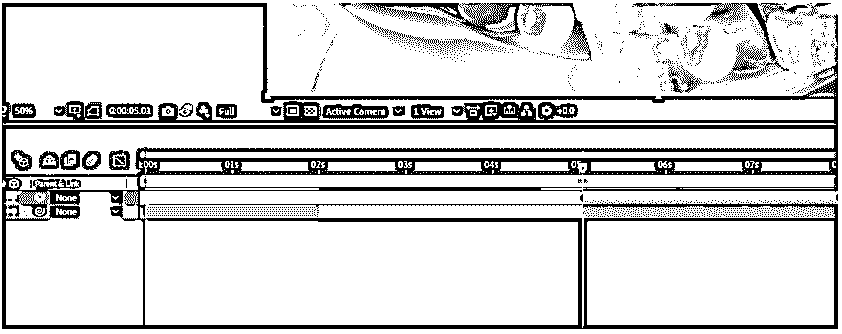 50% 0:00:05:03 Full Active Camera 1 View +0.0
:00s 01s 02s 03s 04s 05s 06s 07s
Parent & Link
None
None